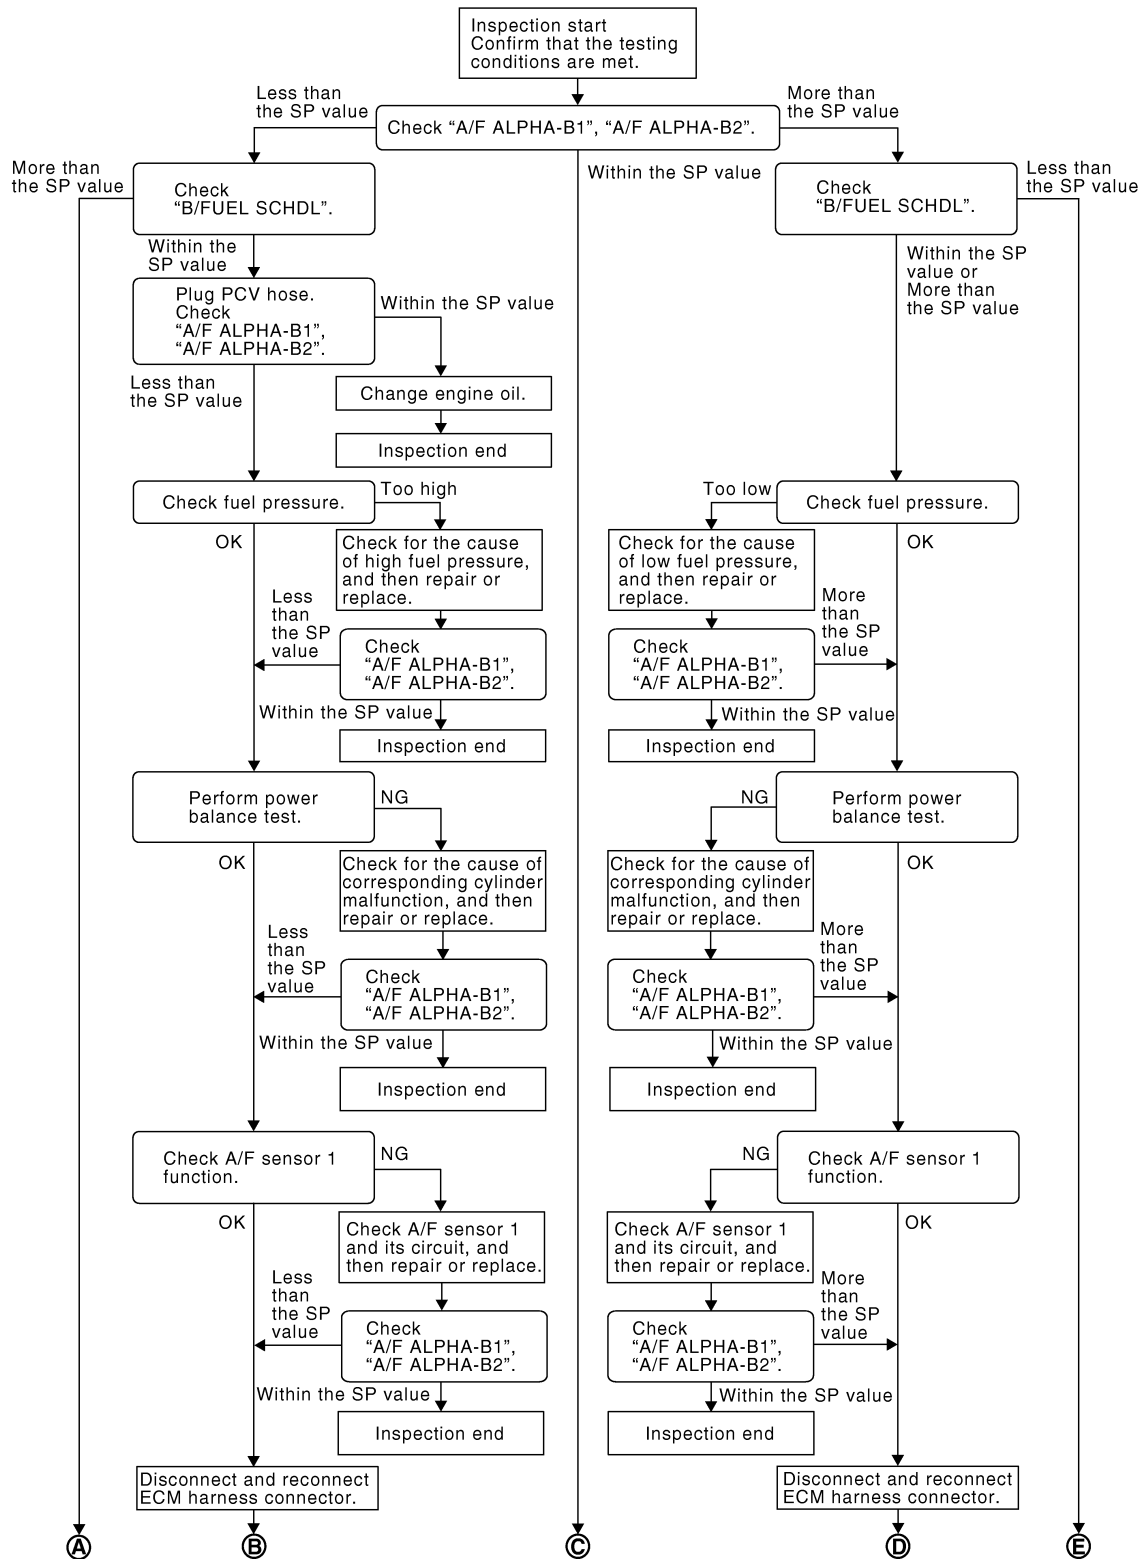 Inspection start
Confirm that the testing
conditions are met.
Less than
the SP value
More than
the SP value
Check “A/F ALPHA-B1”, “A/F ALPHA-B2”.
More than
the SP value
Within the SP value
Less than
the SP value
Check
“B/FUEL SCHDL”.
Check
“B/FUEL SCHDL”.
Within the
SP value
Within the SP
value or
More than
the SP value
Plug PCV hose.
Check
“A/F ALPHA-B1”,
“A/F ALPHA-B2”.
Within the SP value
Less than
the SP value
Change engine oil.
Inspection end
Check fuel pressure.
Too high
Too low
Check fuel pressure.
OK
OK
Check for the cause
of high fuel pressure,
and then repair or
replace.
Check for the cause
of low fuel pressure,
and then repair or
replace.
Less
than
the SP
value
More
than
the SP
value
Check
“A/F ALPHA-B1”,
“A/F ALPHA-B2”.
Check
“A/F ALPHA-B1”,
“A/F ALPHA-B2”.
Within the SP value
Within the SP value
Inspection end
Inspection end
Perform power
balance test.
NG
NG
Perform power
balance test.
OK
OK
Check for the cause of
corresponding cylinder
malfunction, and then
repair or replace.
Check for the cause of
corresponding cylinder
malfunction, and then
repair or replace.
Less
than
the SP
value
More
than
the SP
value
Check
“A/F ALPHA-B1”,
“A/F ALPHA-B2”.
Check
“A/F ALPHA-B1”,
“A/F ALPHA-B2”.
Within the SP value
Within the SP value
Inspection end
Inspection end
Check A/F sensor 1
function.
NG
NG
Check A/F sensor 1
function.
OK
OK
Check A/F sensor 1
and its circuit, and
then repair or replace.
Check A/F sensor 1
and its circuit, and
then repair or replace.
Less
than
the SP
value
More
than
the SP
value
Check
“A/F ALPHA-B1”,
“A/F ALPHA-B2”.
Check
“A/F ALPHA-B1”,
“A/F ALPHA-B2”.
Within the SP value
Within the SP value
Inspection end
Inspection end
Disconnect and reconnect
ECM harness connector.
Disconnect and reconnect
ECM harness connector.
A
B
C
D
E